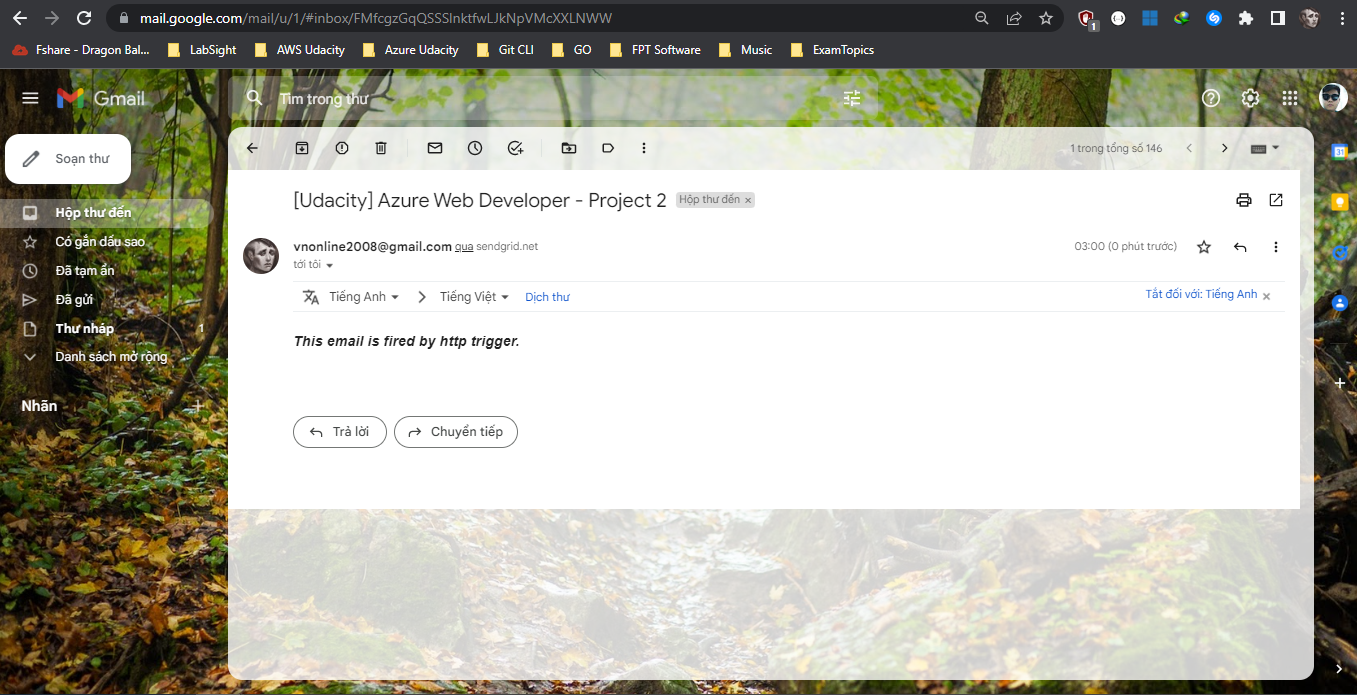 mail.google.com/mail/u/1/#inbox/FMfcgzGqQSSSlnktfwLJkNpVMcXXLNWW
1
Fshare - Dragon Bal... LabSight AWS Udacity Azure Udacity Git CLI GO FPT Software Music ExamTopics
Gmail
Tìm trong thư
Soạn thư
1 trong tổng số 146
31
Hộp thư đến
Có gắn dấu sao
Đã tạm ẩn
Đã gửi
Thư nháp 1
Danh sách mở rộng
Nhãn
[Udacity] Azure Web Developer - Project 2 Hộp thư đến ×
vnonline2008@gmail.com qua sendgrid.net 03:00 (0 phút trước)
tới tôi
Tiếng Anh Tiếng Việt Dịch thư Tắt đối với: Tiếng Anh ×
This email is fired by http trigger.
Trả lời Chuyển tiếp